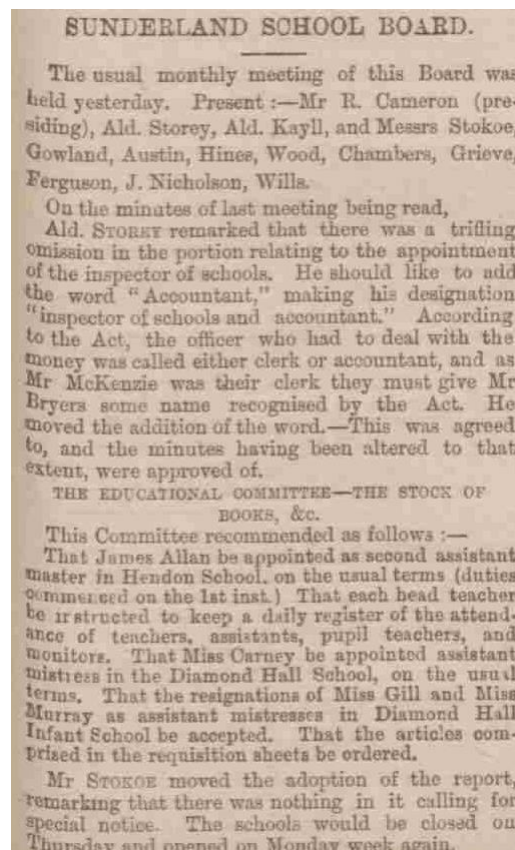 SUNDERLAND SCHOOL BOARD.
The usual monthly meeting of this Board was
held yesterday. Present :—Mr R. Cameron (pre-
siding), Ald. Storey, Ald. Kayll, and Messrs Stokoe,
Gowland, Austin, Hines, Wood, Chambers, Grieve,
Ferguson, J. Nicholson, Wills.
On the minutes of last meeting being read,
Ald. STOREY remarked that there was a trifling
omission in the portion relating to the appointment
of the inspector of schools. He should like to add
the word "Accountant," making his designation
"inspector of schools and accountant." According
to the Act, the officer who had to deal with the
money was called either clerk or accountant, and as
Mr McKenzie was their clerk they must give Mr
Bryers some name recognised by the Act. He
moved the addition of the word.—This was agreed
to, and the minutes having been altered to that
extent, were approved of.
THE EDUCATIONAL COMMITTEE—THE STOCK OF
BOOKS, &c.
This Committee recommended as follows :—
That James Allan be appointed as second assistant
master in Hendon School, on the usual terms (duties
commenced on the 1st inst.) That each head teacher
be instructed to keep a daily register of the attend-
ance of teachers, assistants, pupil teachers, and
monitors. That Miss Carney be appointed assistant
mistress in the Diamond Hall School, on the usual
terms. That the resignations of Miss Gill and Miss
Murray as assistant mistresses in Diamond Hall
Infant School be accepted. That the articles com-
prised in the requisition sheets be ordered.
Mr STOKOE moved the adoption of the report,
remarking that there was nothing in it calling for
special notice. The schools would be closed on
Thursday and opened on Monday week again.